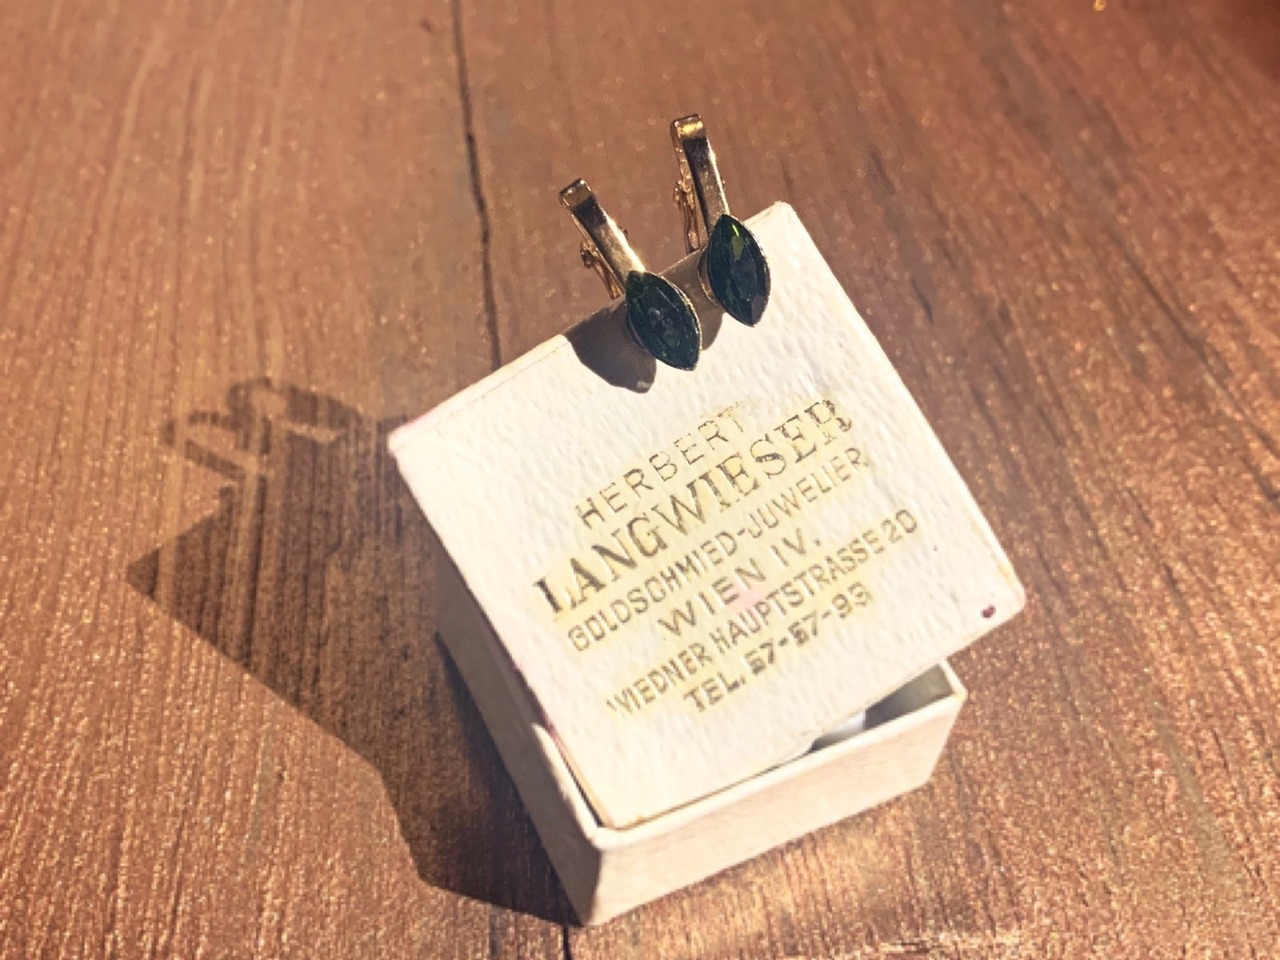 HERBERT
LANGWIESER
GOLDSCHMIED-JUWELIER
WIEN IV.
WIEDNER HAUPTSTRASSE 20
TEL. 57-57-93